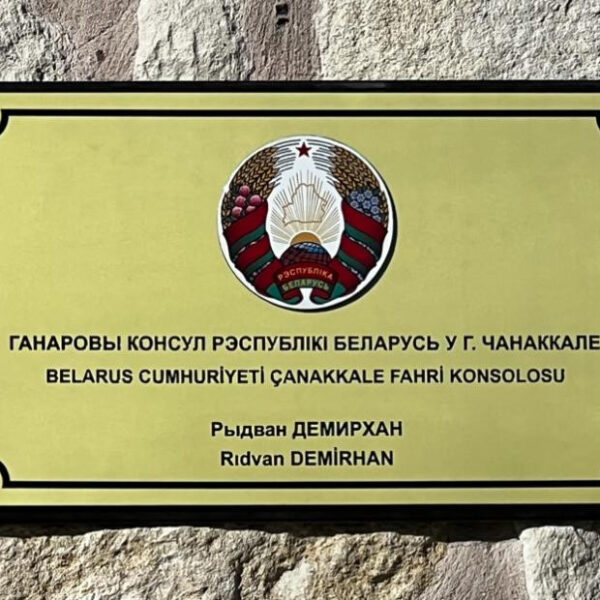 РЭСПУБЛІКА
БЕЛАРУСЬ
ГАНАРОВЫ КОНСУЛ РЭСПУБЛІКІ БЕЛАРУСЬ У Г. ЧАНАККАЛЕ
BELARUS CUMHURİYETİ ÇANAKKALE FAHRİ KONSOLOSU
Рыдван ДЕМИРХАН
Rıdvan DEMİRHAN